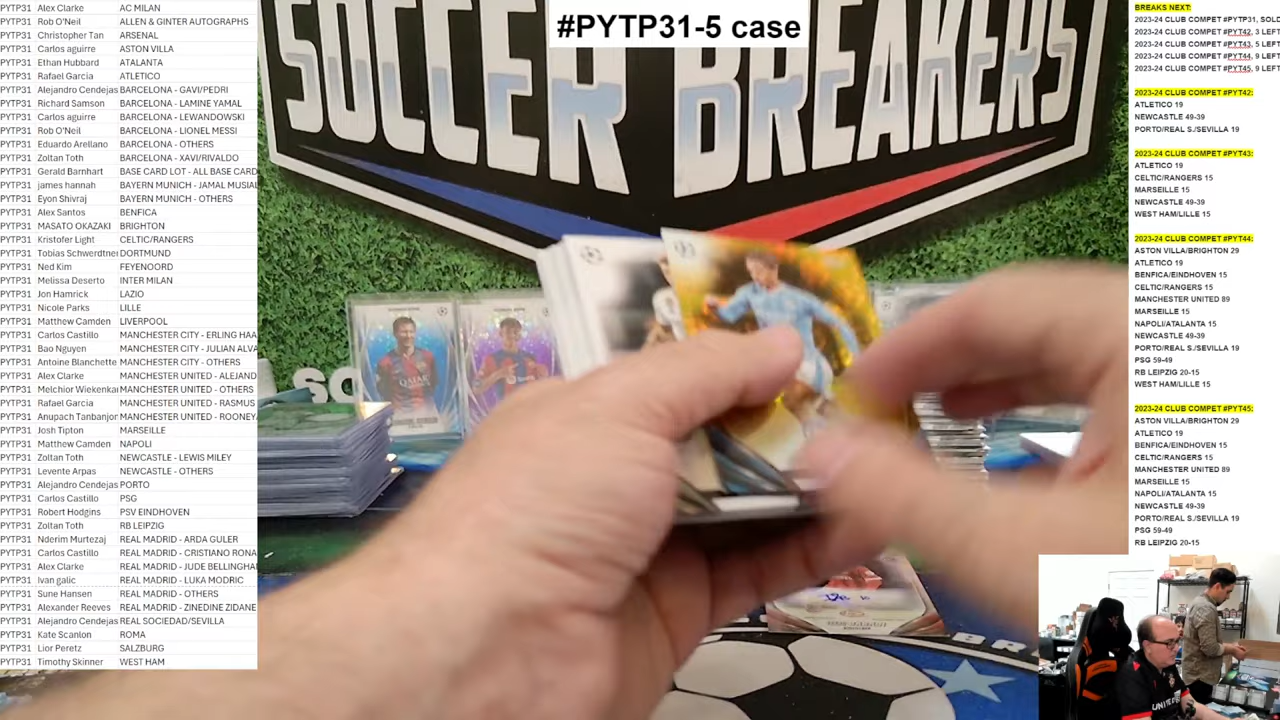 #PYTP31-5 case
SOCCER BREAKERS
PYTP31 Alex Clarke AC MILAN
PYTP31 Rob O'Neil ALLEN & GINTER AUTOGRAPHS
PYTP31 Christopher Tan ARSENAL
PYTP31 Carlos aguirre ASTON VILLA
PYTP31 Ethan Hubbard ATALANTA
PYTP31 Rafael Garcia ATLETICO
PYTP31 Alejandro Cendejas BARCELONA - GAVI/PEDRI
PYTP31 Richard Samson BARCELONA - LAMINE YAMAL
PYTP31 Carlos aguirre BARCELONA - LEWANDOWSKI
PYTP31 Rob O'Neil BARCELONA - LIONEL MESSI
PYTP31 Eduardo Arellano BARCELONA - OTHERS
PYTP31 Zoltan Toth BARCELONA - XAVI/RIVALDO
PYTP31 Gerald Barnhart BASE CARD LOT - ALL BASE CARD
PYTP31 james hannah BAYERN MUNICH - JAMAL MUSIAL
PYTP31 Eyon Shivraj BAYERN MUNICH - OTHERS
PYTP31 Alex Santos BENFICA
PYTP31 MASATO OKAZAKI BRIGHTON
PYTP31 Kristofer Light CELTIC/RANGERS
PYTP31 Tobias Schwerdtner DORTMUND
PYTP31 Ned Kim FEYENOORD
PYTP31 Melissa Deserto INTER MILAN
PYTP31 Jon Hamrick LAZIO
PYTP31 Nicole Parks LILLE
PYTP31 Matthew Camden LIVERPOOL
PYTP31 Carlos Castillo MANCHESTER CITY - ERLING HAA
PYTP31 Bao Nguyen MANCHESTER CITY - JULIAN ALVA
PYTP31 Antoine Blanchette MANCHESTER CITY - OTHERS
PYTP31 Alex Clarke MANCHESTER UNITED - ALEJAND
PYTP31 Melchior Wiekenka MANCHESTER UNITED - OTHERS
PYTP31 Rafael Garcia MANCHESTER UNITED - RASMUS
PYTP31 Anupach Tanbanjor MANCHESTER UNITED - ROONEY
PYTP31 Josh Tipton MARSEILLE
PYTP31 Matthew Camden NAPOLI
PYTP31 Zoltan Toth NEWCASTLE - LEWIS MILEY
PYTP31 Levente Arpas NEWCASTLE - OTHERS
PYTP31 Alejandro Cendejas PORTO
PYTP31 Carlos Castillo PSG
PYTP31 Robert Hodgins PSV EINDHOVEN
PYTP31 Zoltan Toth RB LEIPZIG
PYTP31 Nderim Murtezaj REAL MADRID - ARDA GULER
PYTP31 Carlos Castillo REAL MADRID - CRISTIANO RONA
PYTP31 Alex Clarke REAL MADRID - JUDE BELLINGHA
PYTP31 ivan galic REAL MADRID - LUKA MODRIC
PYTP31 Sune Hansen REAL MADRID - OTHERS
PYTP31 Alexander Reeves REAL MADRID - ZINEDINE ZIDANE
PYTP31 Alejandro Cendejas REAL SOCIEDAD/SEVILLA
PYTP31 Kate Scanlon ROMA
PYTP31 Lior Peretz SALZBURG
PYTP31 Timothy Skinner WEST HAM
BREAKS NEXT:
2023-24 CLUB COMPET #PYTP31, SOLD
2023-24 CLUB COMPET #PYT42, 3 LEFT
2023-24 CLUB COMPET #PYT43, 5 LEFT
2023-24 CLUB COMPET #PYT44, 9 LEFT
2023-24 CLUB COMPET #PYT45, 9 LEFT
2023-24 CLUB COMPET #PYT42:
ATLETICO 19
NEWCASTLE 49-39
PORTO/REAL S./SEVILLA 19
2023-24 CLUB COMPET #PYT43:
ATLETICO 19
CELTIC/RANGERS 15
MARSEILLE 15
NEWCASTLE 49-39
WEST HAM/LILLE 15
2023-24 CLUB COMPET #PYT44:
ASTON VILLA/BRIGHTON 29
ATLETICO 19
BENFICA/EINDHOVEN 15
CELTIC/RANGERS 15
MANCHESTER UNITED 89
MARSEILLE 15
NAPOLI/ATALANTA 15
NEWCASTLE 49-39
PORTO/REAL S./SEVILLA 19
PSG 59-49
RB LEIPZIG 20-15
WEST HAM/LILLE 15
2023-24 CLUB COMPET #PYT45:
ASTON VILLA/BRIGHTON 29
ATLETICO 19
BENFICA/EINDHOVEN 15
CELTIC/RANGERS 15
MANCHESTER UNITED 89
MARSEILLE 15
NAPOLI/ATALANTA 15
NEWCASTLE 49-39
PORTO/REAL S./SEVILLA 19
PSG 59-49
RB LEIPZIG 20-15